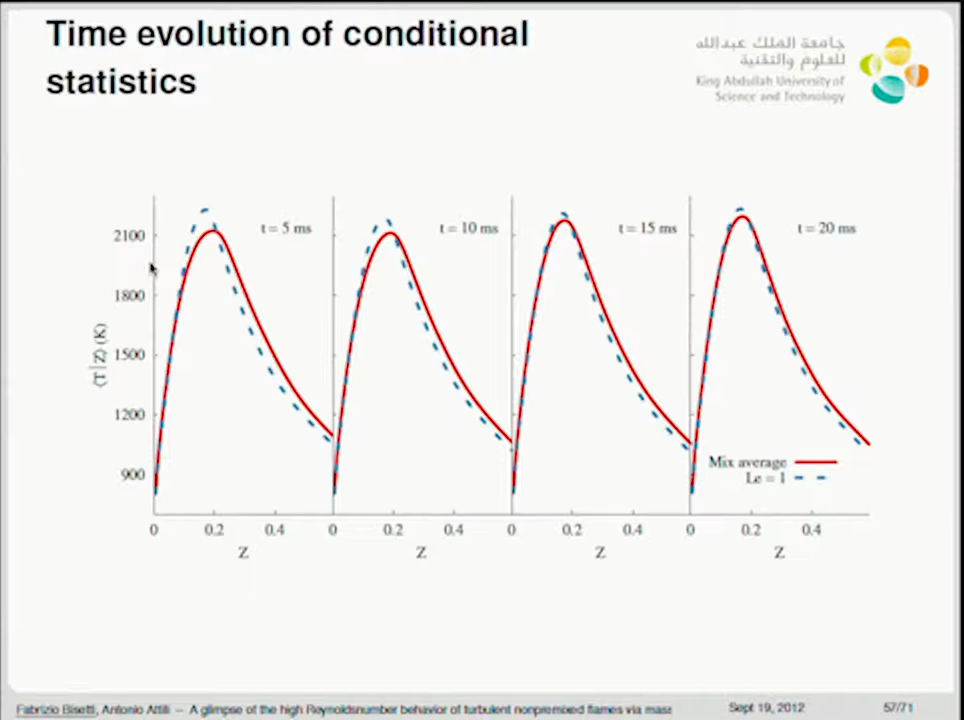 Time evolution of conditional
statistics
جامعة الملك عبدالله
للعلوم والتقنية
King Abdullah University of
Science and Technology
t = 5 ms
t = 10 ms
t = 15 ms
t = 20 ms
2100
1800
1500
1200
900
⟨T|Z⟩ (K)
Mix average
Le = 1
0 0.2 0.4 0 0.2 0.4 0 0.2 0.4 0 0.2 0.4
Z Z Z Z
Fabrizio Bisetti, Antonio Attili – A glimpse of the high Reynoldsnumber behavior of turbulent nonpremixed flames via mass
Sept 19, 2012
57/71